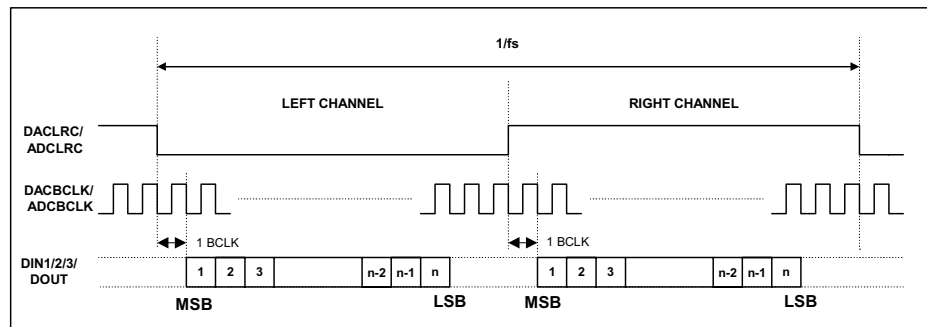 1/fs
LEFT CHANNEL RIGHT CHANNEL
DACLRC/
ADCLRC
DACBCLK/
ADCBCLK
1 BCLK 1 BCLK
DIN1/2/3/
DOUT
1 2 3 n-2 n-1 n 1 2 3 n-2 n-1 n
MSB LSB MSB LSB